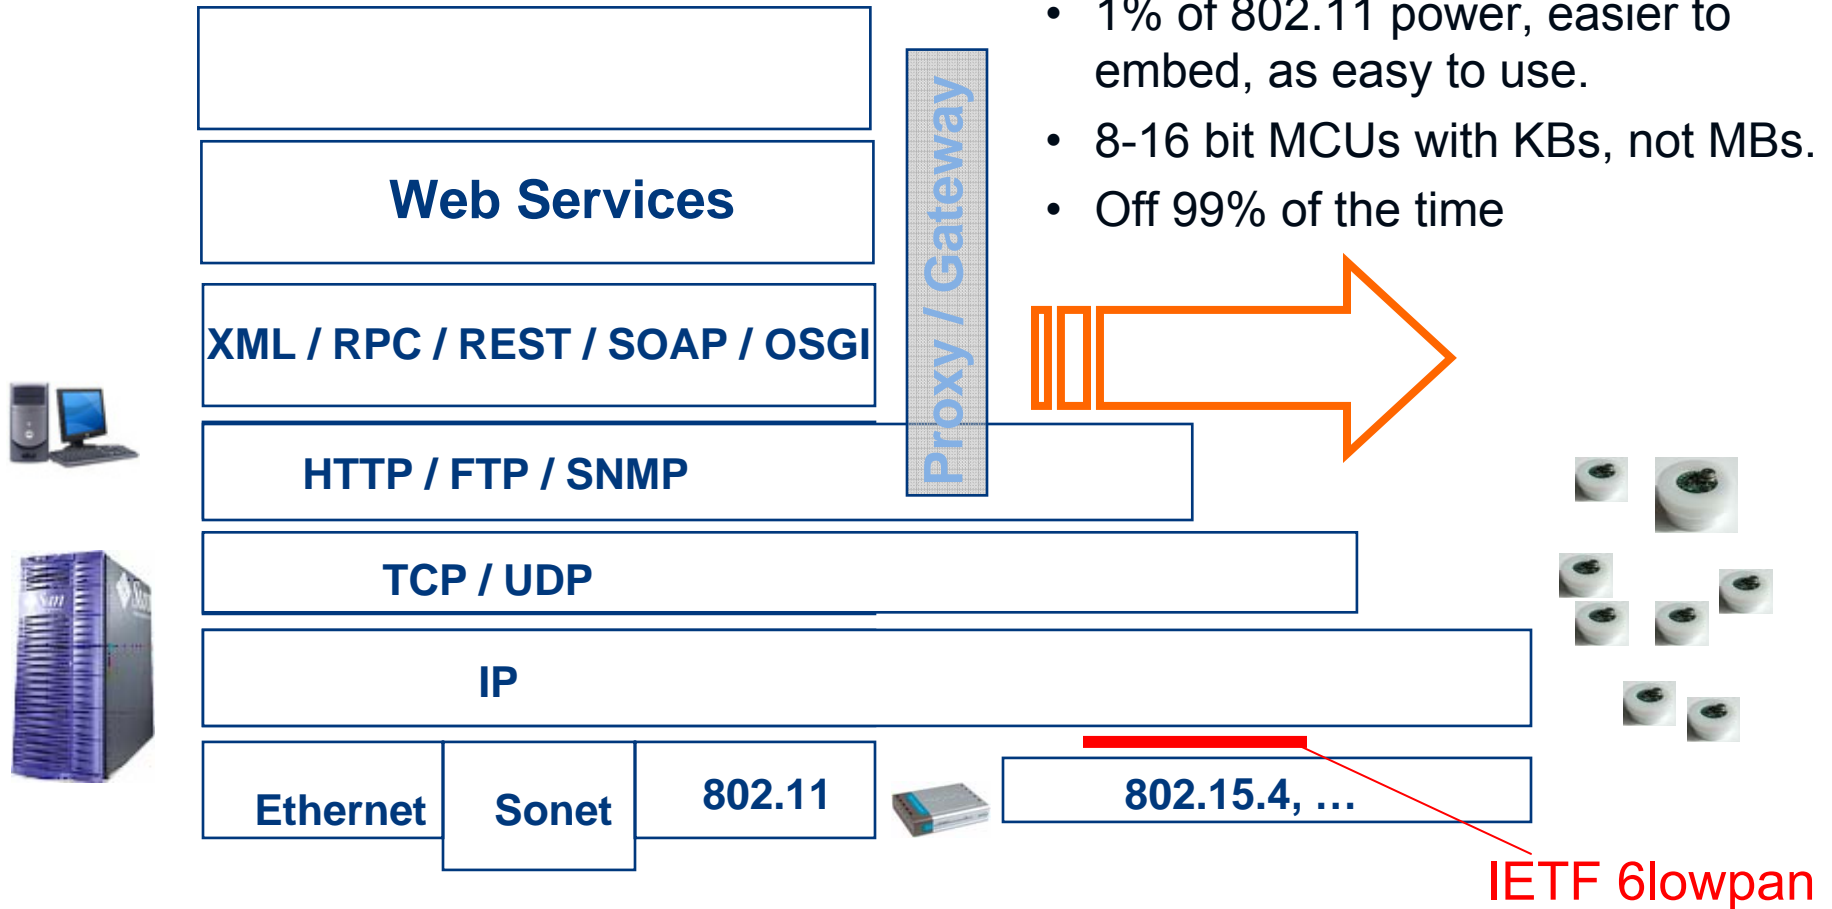 • 1% of 802.11 power, easier to
embed, as easy to use.
• 8-16 bit MCUs with KBs, not MBs.
• Off 99% of the time
Proxy / Gateway
Web Services
XML / RPC / REST / SOAP / OSGI
HTTP / FTP / SNMP
TCP / UDP
IP
Ethernet
Sonet
802.11
802.15.4, …
IETF 6lowpan
Sun